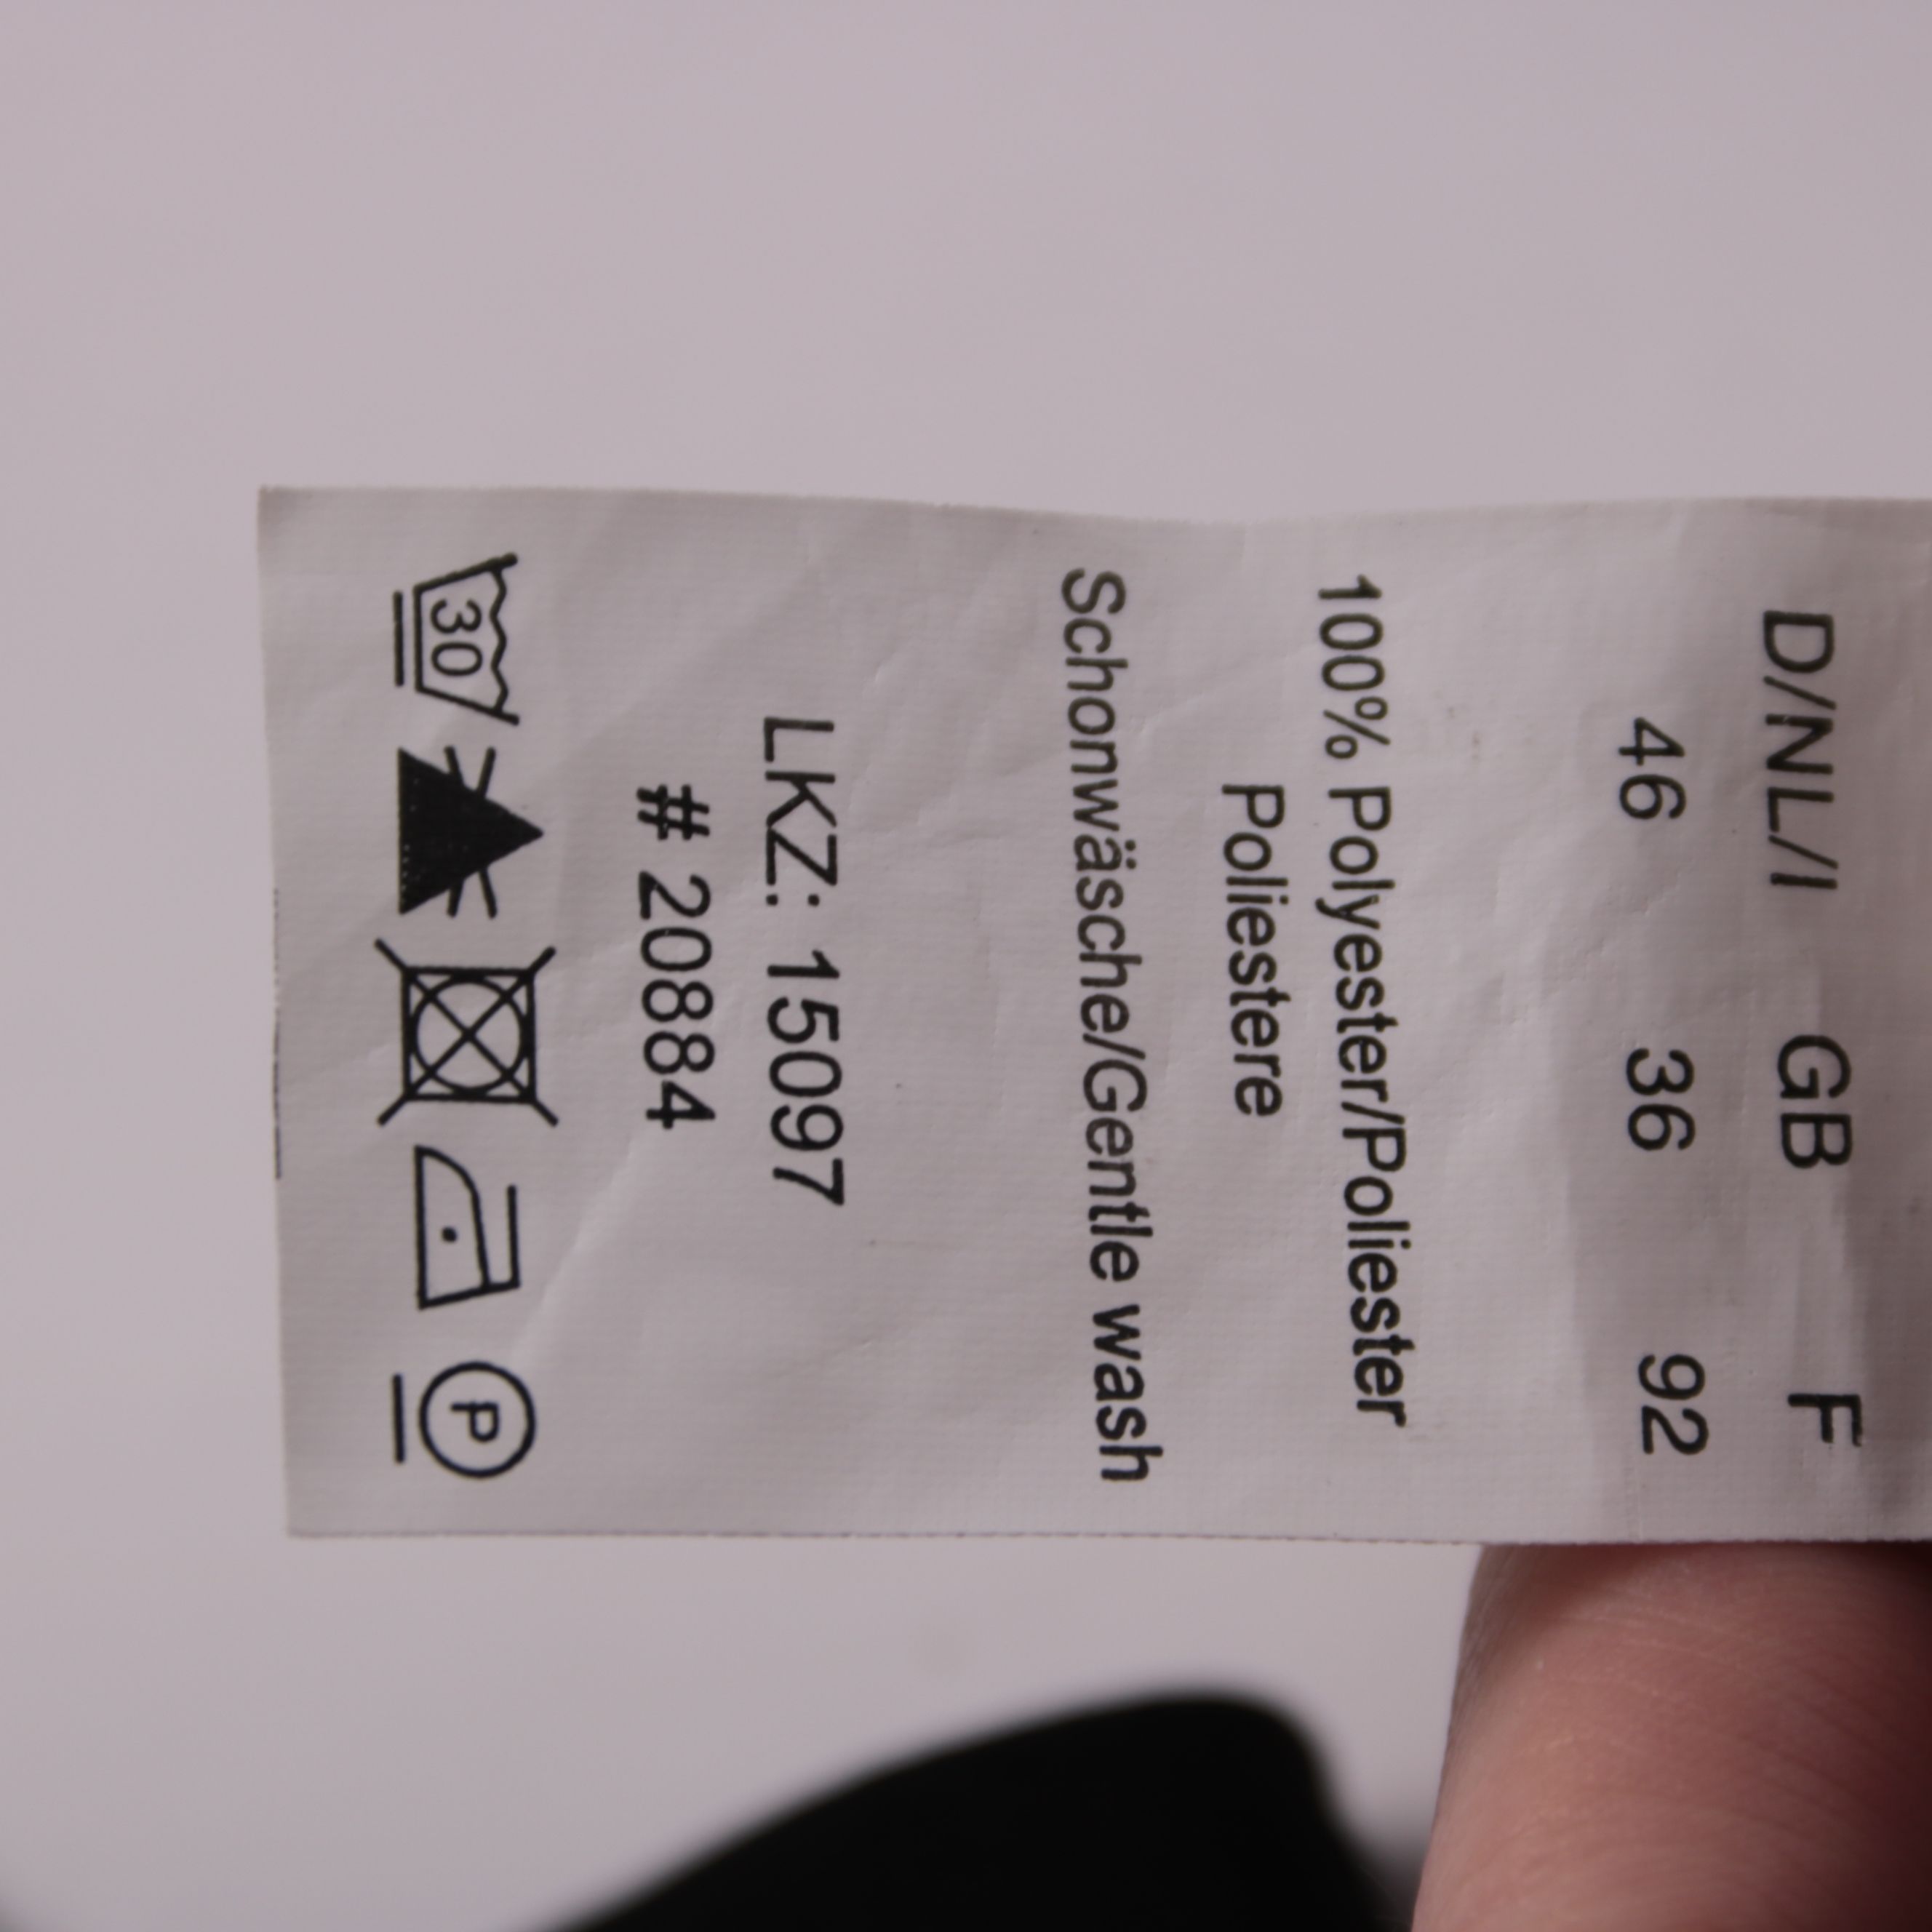 D/NL/I GB F
46 36 92
100% Polyester/Poliester
Poliestere
Schonwäsche/Gentle wash
LKZ: 15097
# 20884
30 P